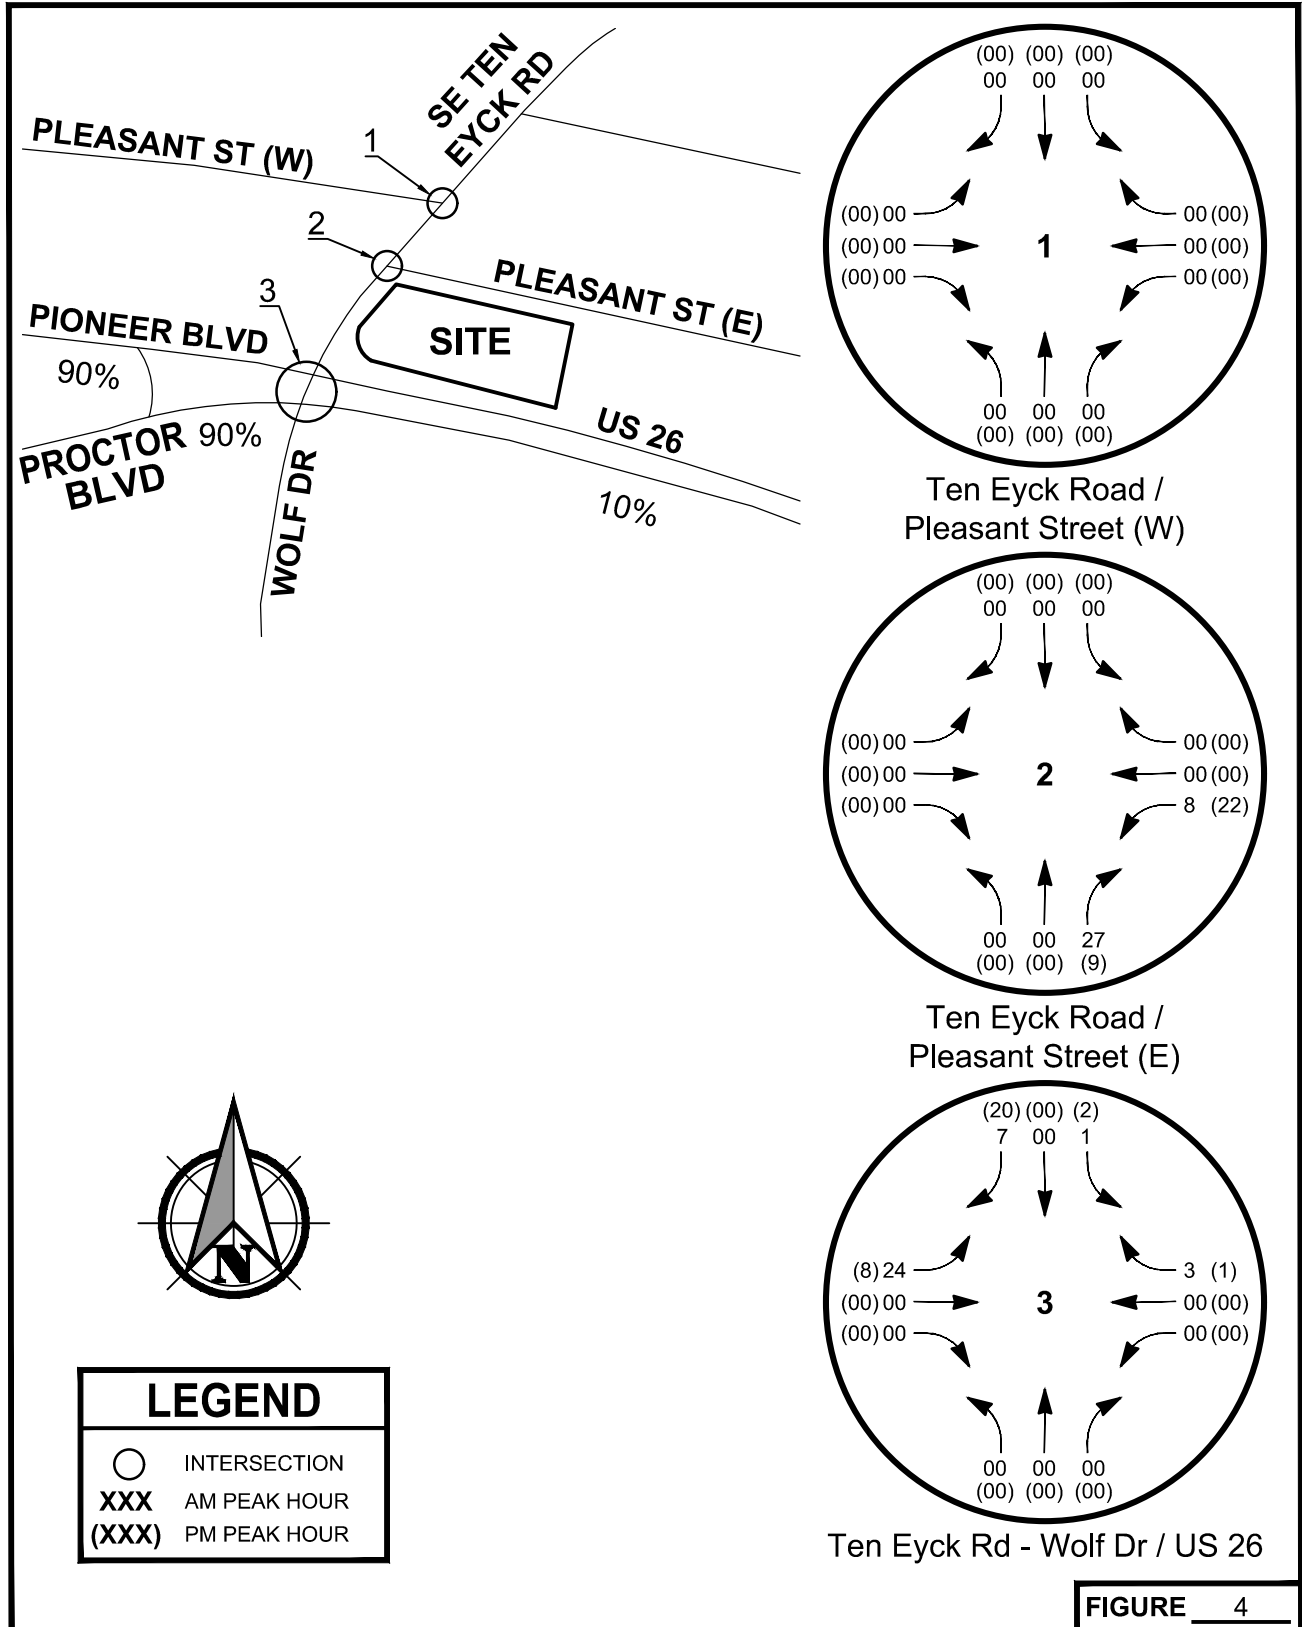 SE TEN
EYCK RD
PLEASANT ST (W)
1
2
PLEASANT ST (E)
3
PIONEER BLVD
SITE
90%
US 26
PROCTOR
BLVD
90%
10%
WOLF DR
(00) (00) (00)
00 00 00
(00) 00 00 (00)
(00) 00 1 00 (00)
(00) 00 00 (00)
00 00 00
(00) (00) (00)
Ten Eyck Road /
Pleasant Street (W)
(00) (00) (00)
00 00 00
(00) 00 00 (00)
(00) 00 2 00 (00)
(00) 00 8 (22)
00 00 27
(00) (00) (9)
Ten Eyck Road /
Pleasant Street (E)
(20) (00) (2)
7 00 1
(8) 24 3 (1)
(00) 00 3 00 (00)
(00) 00 00 (00)
00 00 00
(00) (00) (00)
Ten Eyck Rd - Wolf Dr / US 26
N
LEGEND
INTERSECTION
XXX AM PEAK HOUR
(XXX) PM PEAK HOUR
FIGURE 4